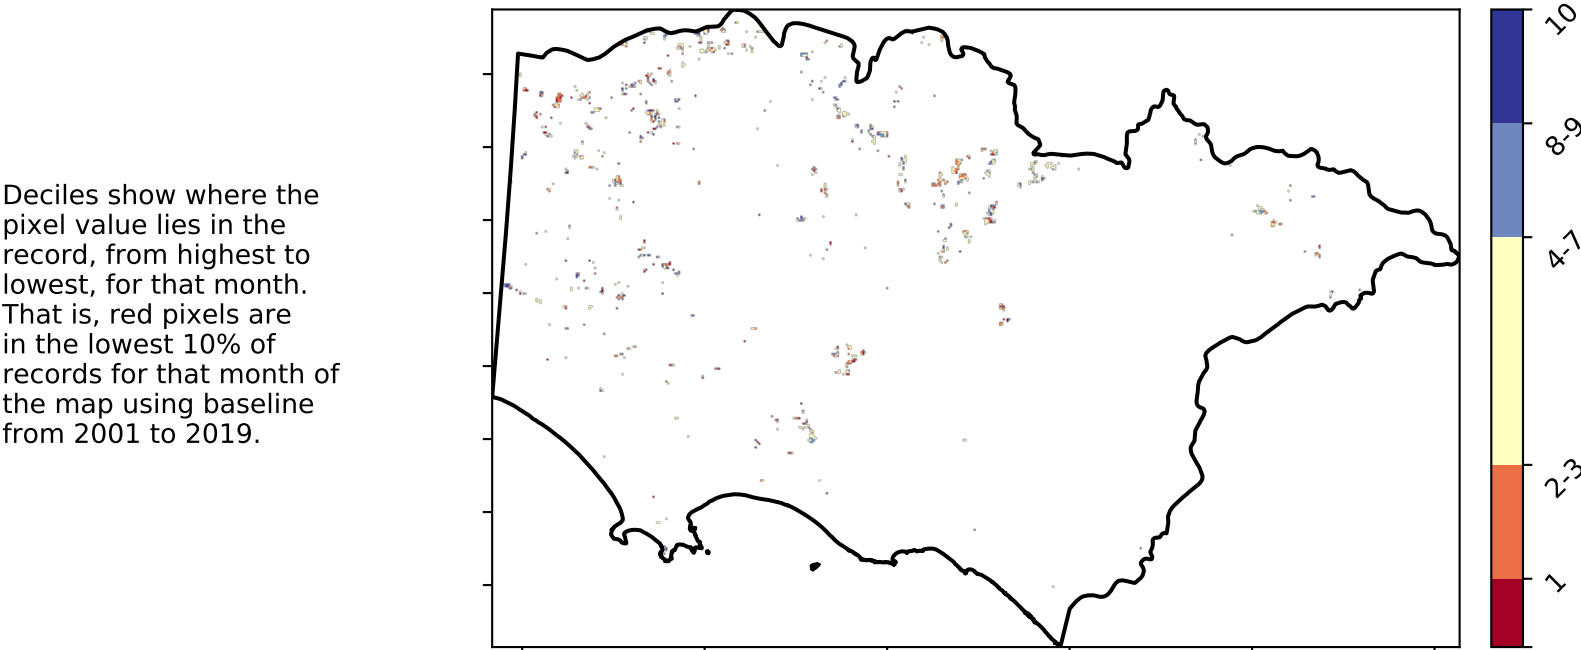 Deciles show where the
pixel value lies in the
record, from highest to
lowest, for that month.
That is, red pixels are
in the lowest 10% of
records for that month of
the map using baseline
from 2001 to 2019.
10
8-9
4-7
2-3
1